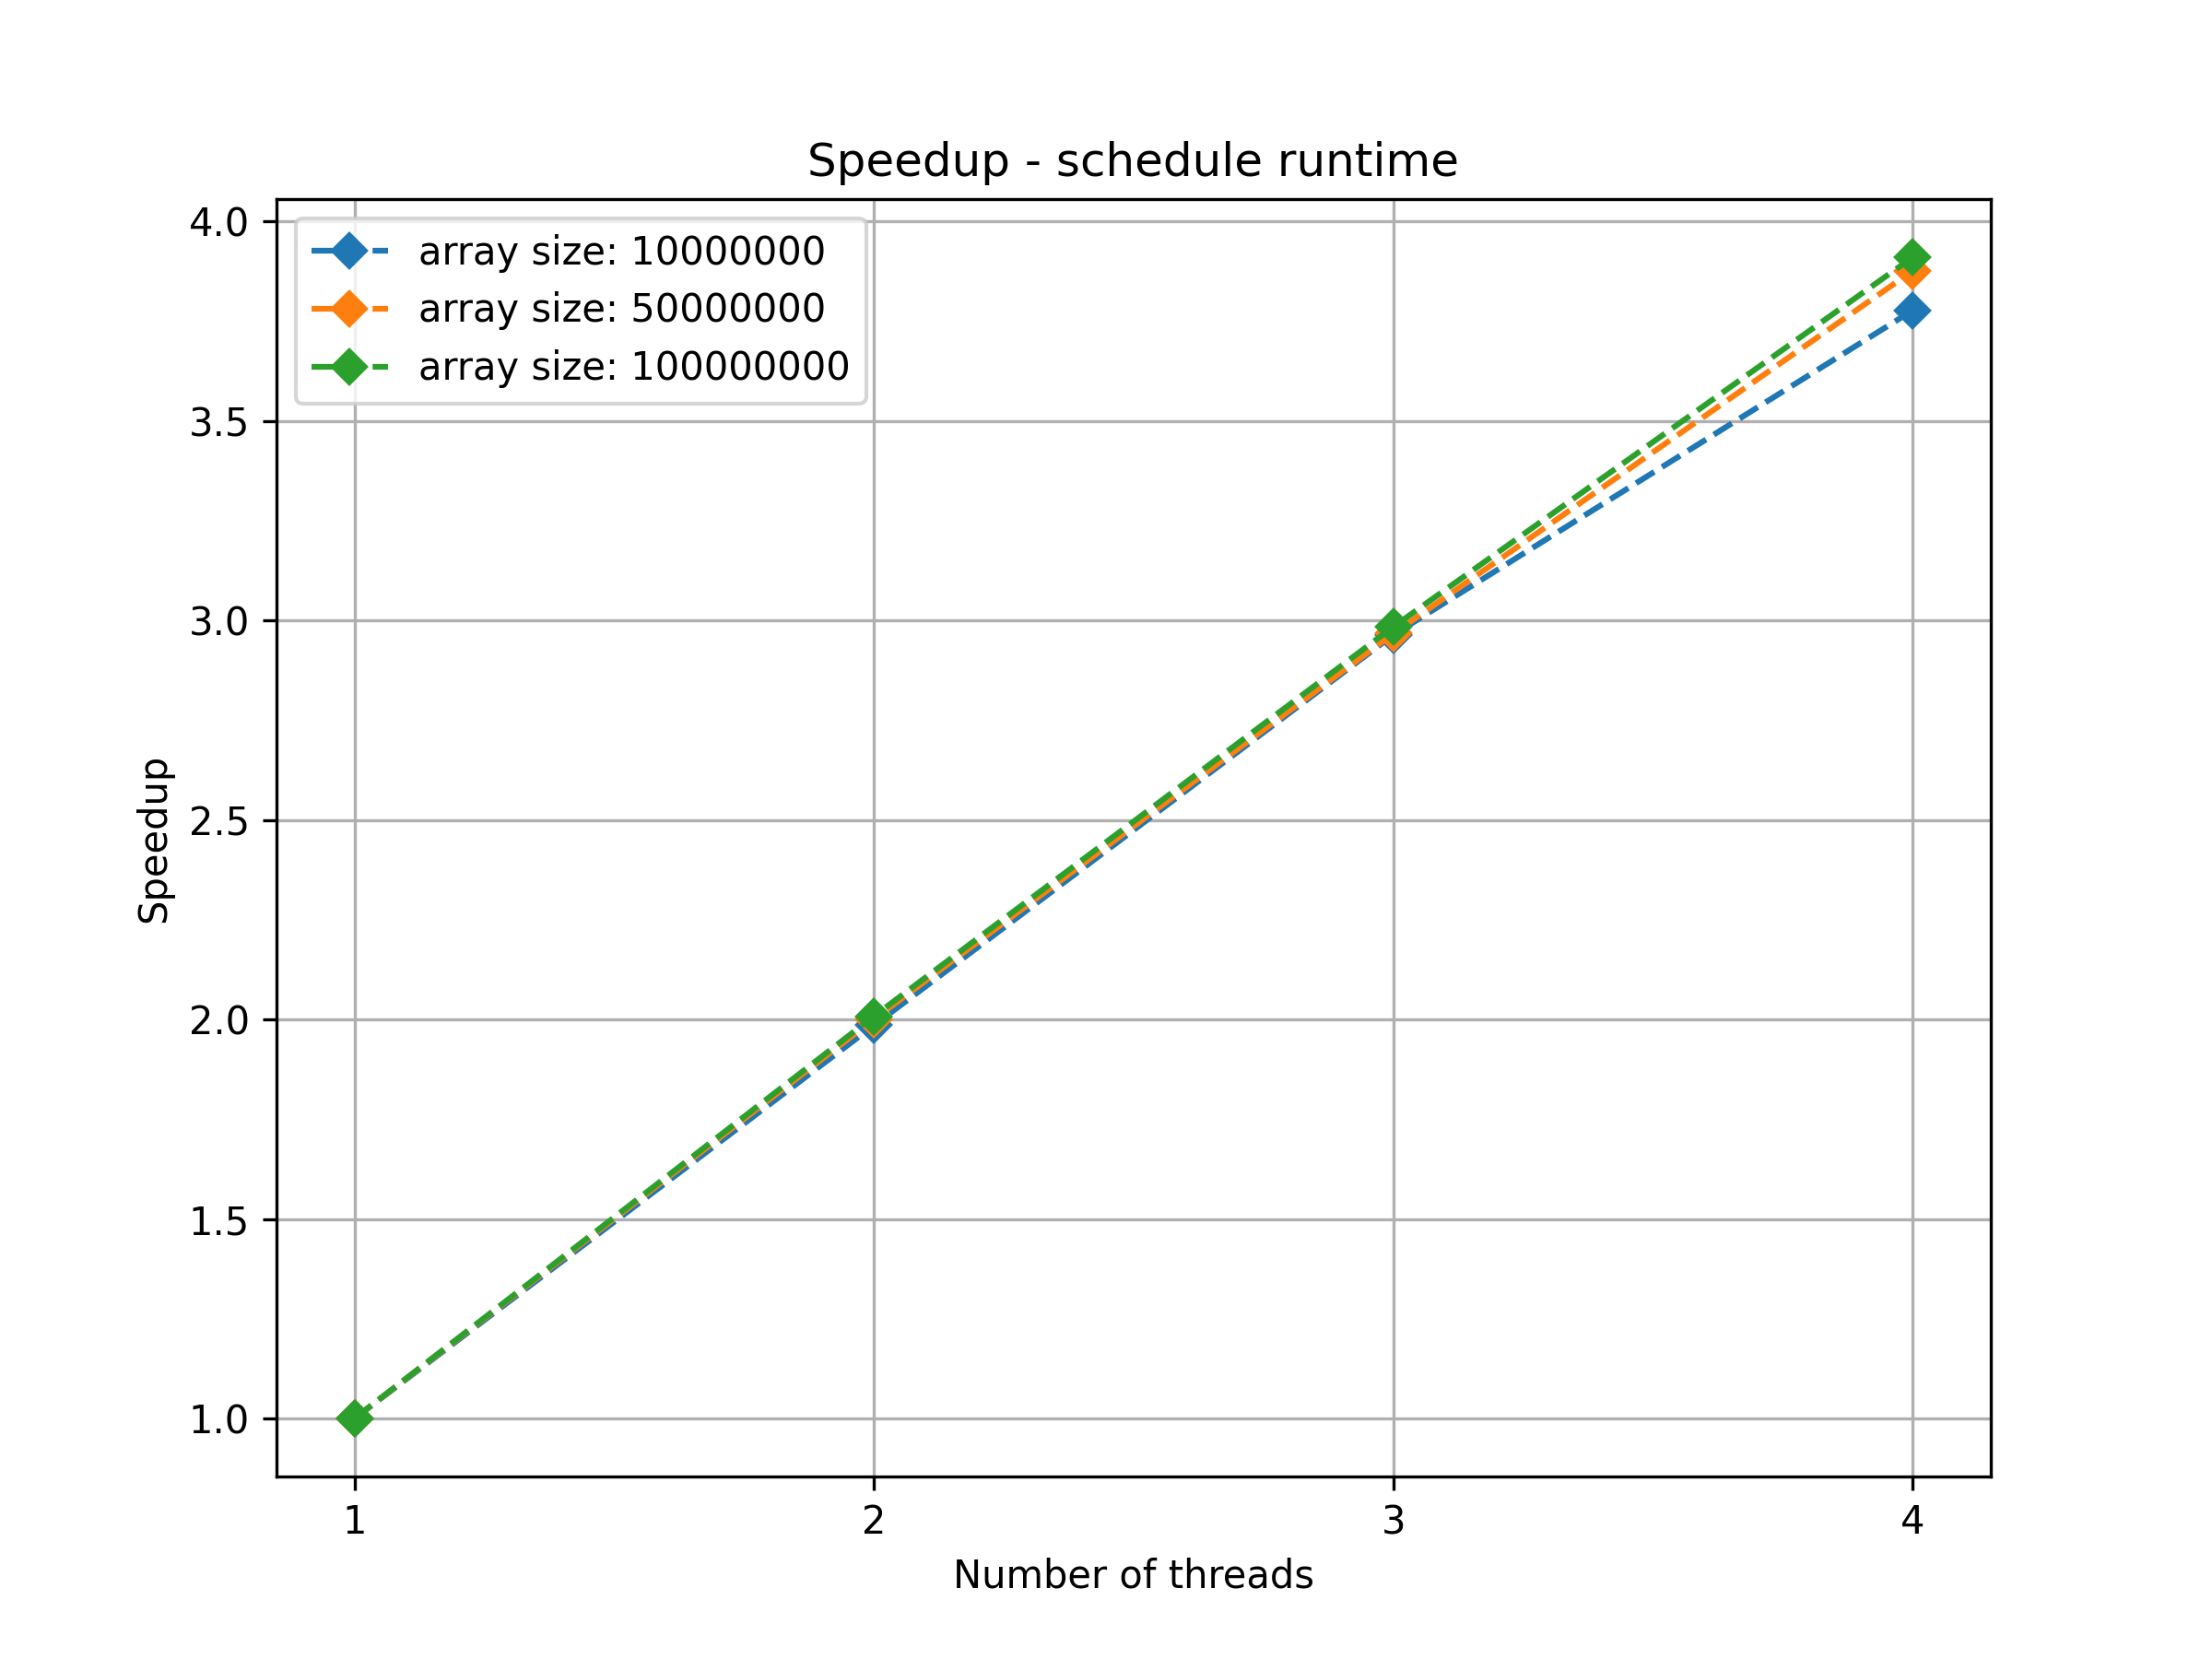 Speedup - schedule runtime
array size: 10000000
array size: 50000000
array size: 100000000
4.0
3.5
3.0
2.5
2.0
1.5
1.0
Speedup
1 2 3 4
Number of threads